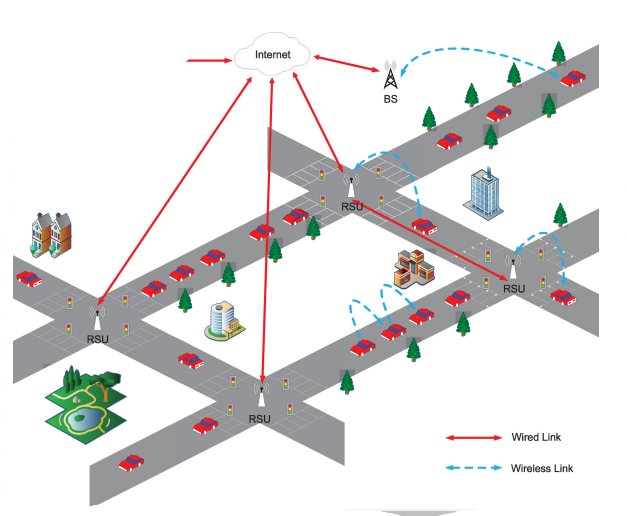 Internet
BS
RSU
RSU
RSU
RSU
Wired Link
Wireless Link